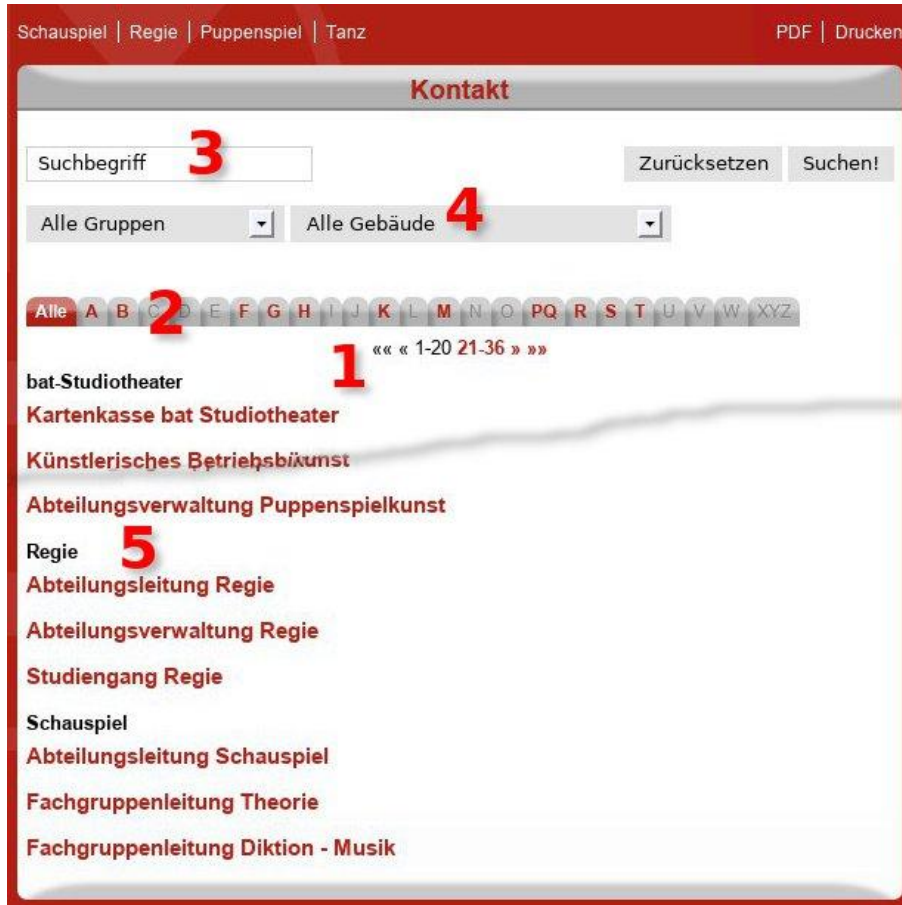 Schauspiel | Regie | Puppenspiel | Tanz PDF | Drucken
Kontakt
Suchbegriff 3 Zurücksetzen Suchen!
Alle Gruppen Alle Gebäude 4
Alle A B C D E F G H I J K L M N O PQ R S T U V W XYZ
2
1 «« « 1-20 21-36 » »»
bat-Studiotheater
Kartenkasse bat Studiotheater
Künstlerisches
Abteilungsverwaltung Puppenspielkunst
Regie 5
Abteilungsleitung Regie
Abteilungsverwaltung Regie
Studiengang Regie
Schauspiel
Abteilungsleitung Schauspiel
Fachgruppenleitung Theorie
Fachgruppenleitung Diktion - Musik